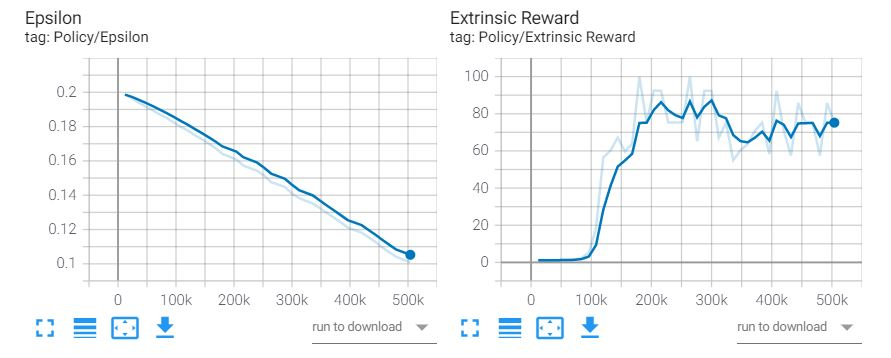 Epsilon
tag: Policy/Epsilon
0.2
0.18
0.16
0.14
0.12
0.1
0 100k 200k 300k 400k 500k
run to download
Extrinsic Reward
tag: Policy/Extrinsic Reward
100
80
60
40
20
0
0 100k 200k 300k 400k 500k
run to download